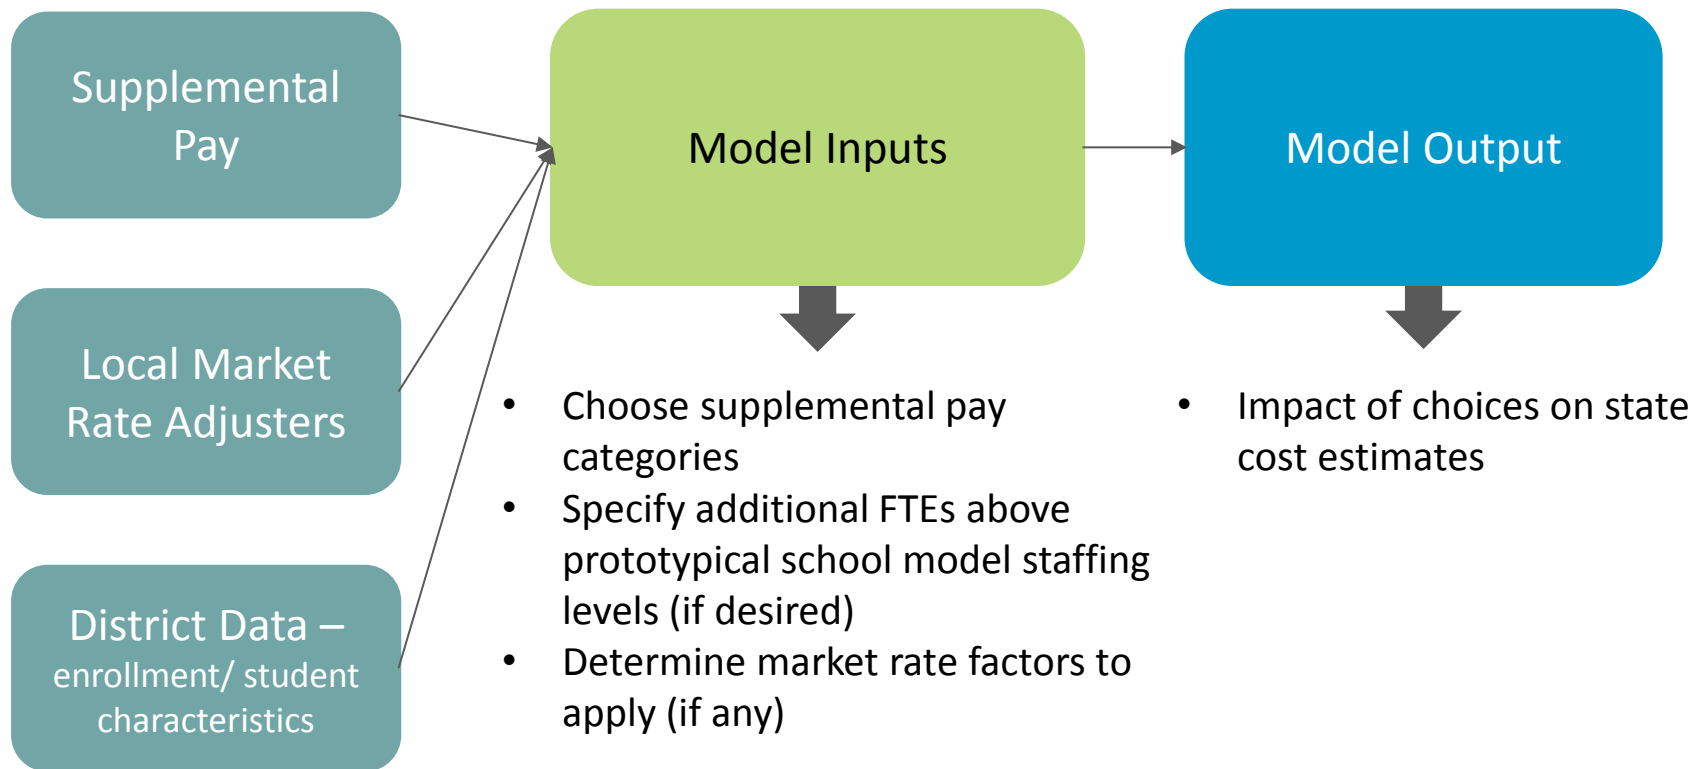 Supplemental
Pay
Local Market
Rate Adjusters
District Data –
enrollment/ student
characteristics
Model Inputs
• Choose supplemental pay
categories
• Specify additional FTEs above
prototypical school model staffing
levels (if desired)
• Determine market rate factors to
apply (if any)
Model Output
• Impact of choices on state
cost estimates